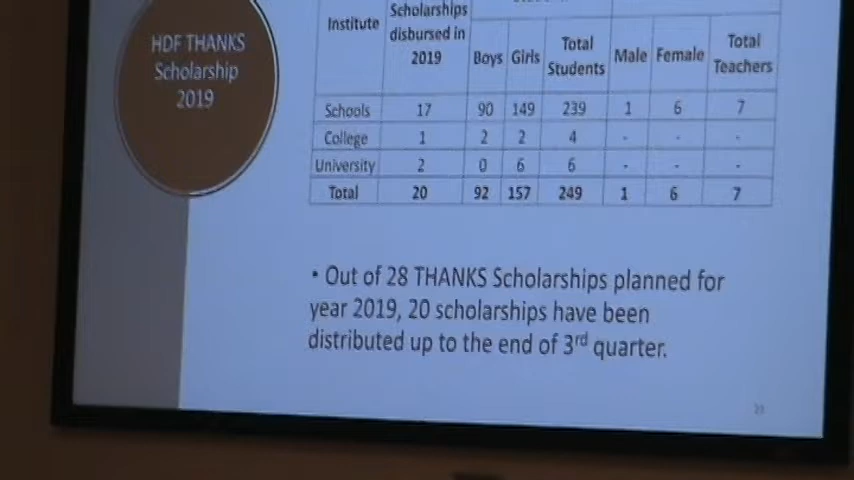 HDF THANKS
Scholarship
2019
Institute
Scholarships
disbursed in
2019
Boys Girls Total Students Male Female Total Teachers
Schools 17 90 149 239 1 6 7
College 1 2 2 4 - - -
University 2 0 6 6 - - -
Total 20 92 157 249 1 6 7
• Out of 28 THANKS Scholarships planned for
year 2019, 20 scholarships have been
distributed up to the end of 3rd quarter.